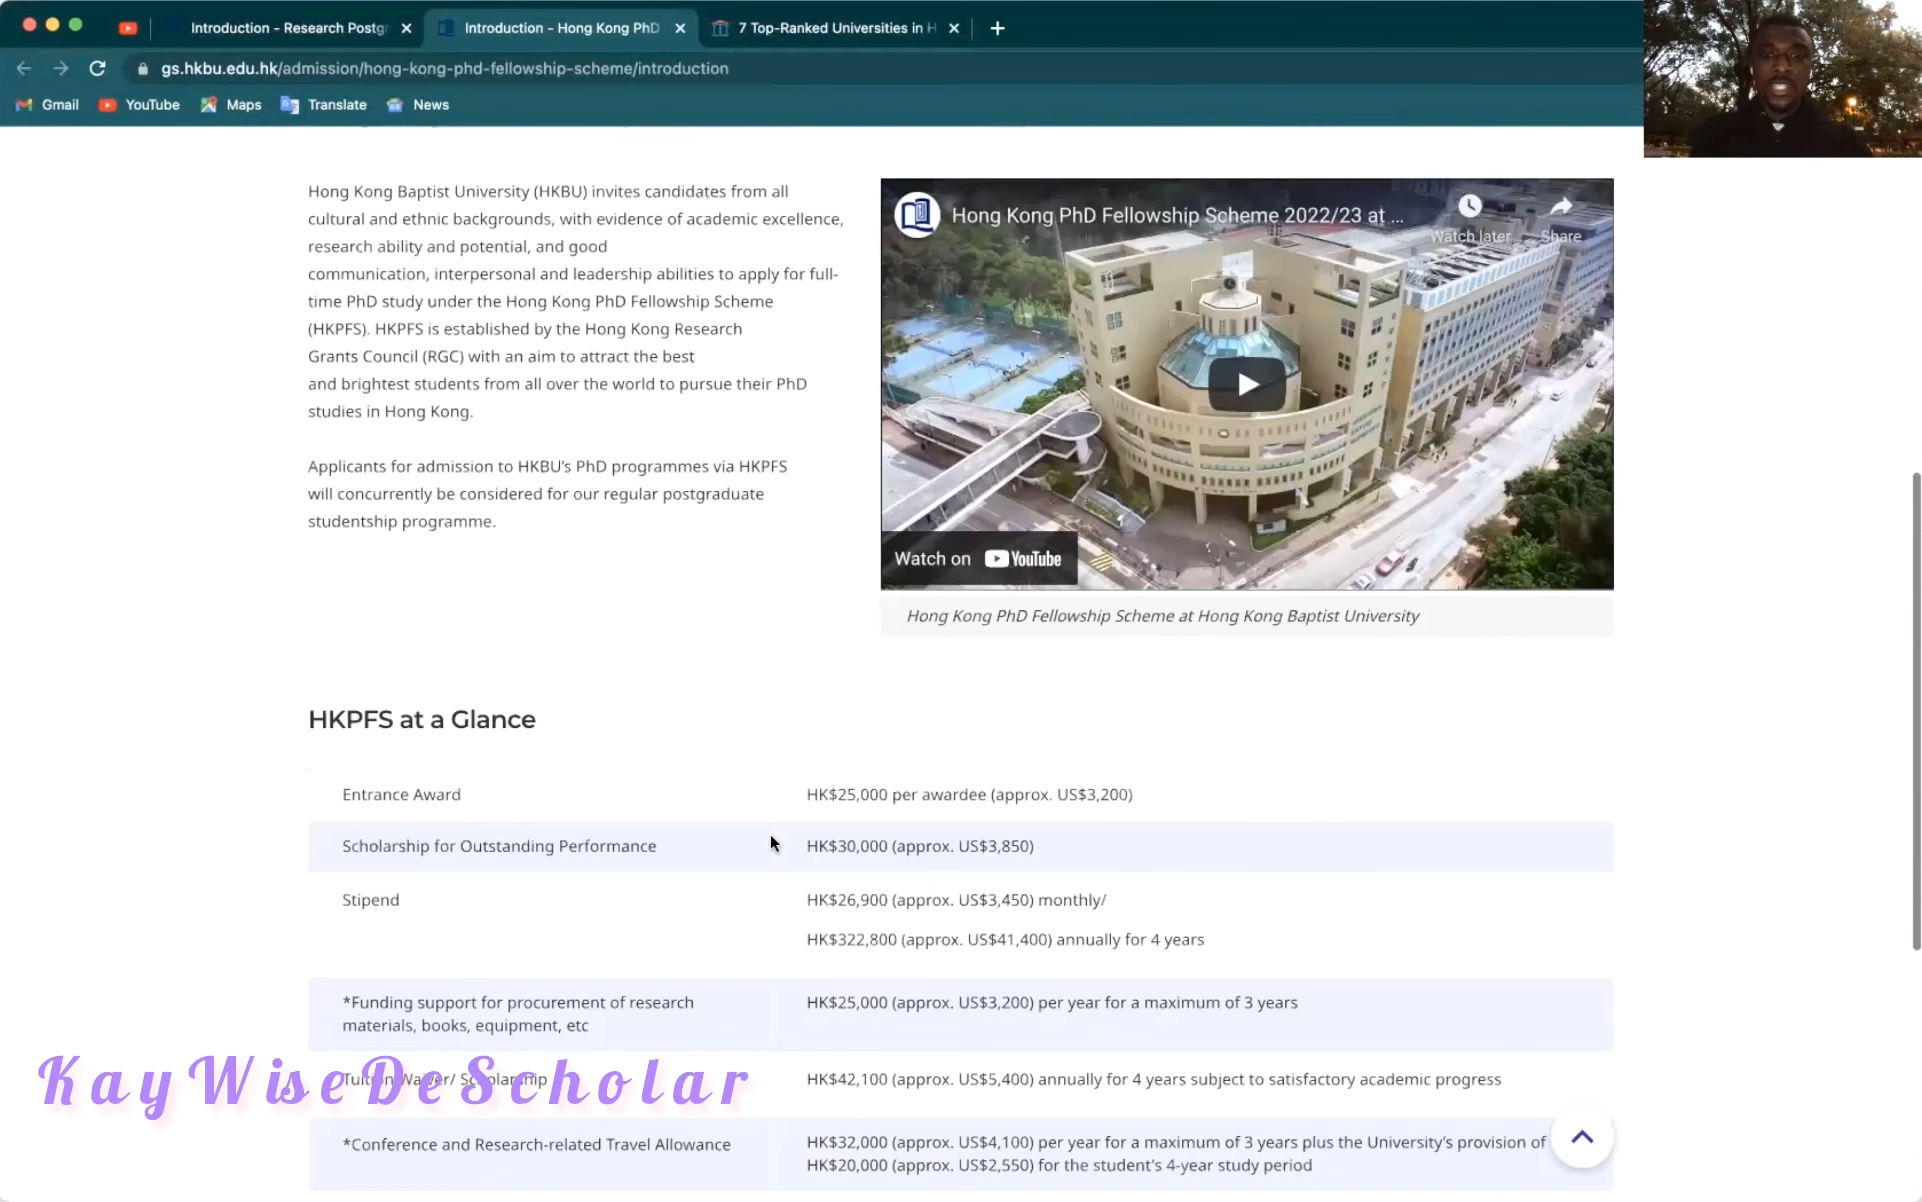 Introduction - Research Postgr
Introduction - Hong Kong PhD
7 Top-Ranked Universities in H
gs.hkbu.edu.hk/admission/hong-kong-phd-fellowship-scheme/introduction
Gmail
YouTube
Maps
Translate
News
Hong Kong Baptist University (HKBU) invites candidates from all
cultural and ethnic backgrounds, with evidence of academic excellence,
research ability and potential, and good
communication, interpersonal and leadership abilities to apply for full-
time PhD study under the Hong Kong PhD Fellowship Scheme
(HKPFS). HKPFS is established by the Hong Kong Research
Grants Council (RGC) with an aim to attract the best
and brightest students from all over the world to pursue their PhD
studies in Hong Kong.
Applicants for admission to HKBU's PhD programmes via HKPFS
will concurrently be considered for our regular postgraduate
studentship programme.
Hong Kong PhD Fellowship Scheme 2022/23 at ...
Watch later
Share
Watch on YouTube
Hong Kong PhD Fellowship Scheme at Hong Kong Baptist University
HKPFS at a Glance
Entrance Award
HK$25,000 per awardee (approx. US$3,200)
Scholarship for Outstanding Performance
HK$30,000 (approx. US$3,850)
Stipend
HK$26,900 (approx. US$3,450) monthly/
HK$322,800 (approx. US$41,400) annually for 4 years
*Funding support for procurement of research
materials, books, equipment, etc
HK$25,000 (approx. US$3,200) per year for a maximum of 3 years
Tuition Waiver/ Scholarship
HK$42,100 (approx. US$5,400) annually for 4 years subject to satisfactory academic progress
KayWiseDeScholar
*Conference and Research-related Travel Allowance
HK$32,000 (approx. US$4,100) per year for a maximum of 3 years plus the University's provision of
HK$20,000 (approx. US$2,550) for the student's 4-year study period